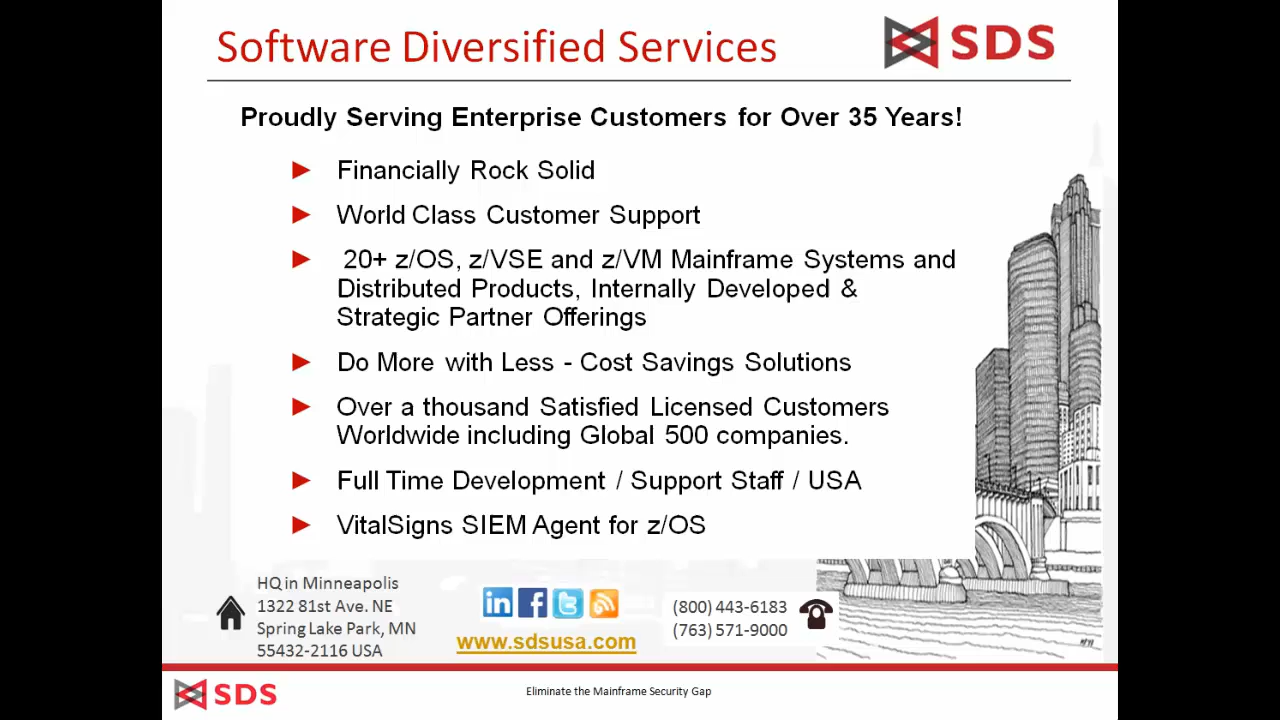 Software Diversified Services
SDS
Proudly Serving Enterprise Customers for Over 35 Years!
Financially Rock Solid
World Class Customer Support
20+ z/OS, z/VSE and z/VM Mainframe Systems and
Distributed Products, Internally Developed &
Strategic Partner Offerings
Do More with Less - Cost Savings Solutions
Over a thousand Satisfied Licensed Customers
Worldwide including Global 500 companies.
Full Time Development / Support Staff / USA
VitalSigns SIEM Agent for z/OS
HQ in Minneapolis
1322 81st Ave. NE
Spring Lake Park, MN
55432-2116 USA
in f
www.sdsusa.com
(800) 443-6183
(763) 571-9000
SDS
Eliminate the Mainframe Security Gap